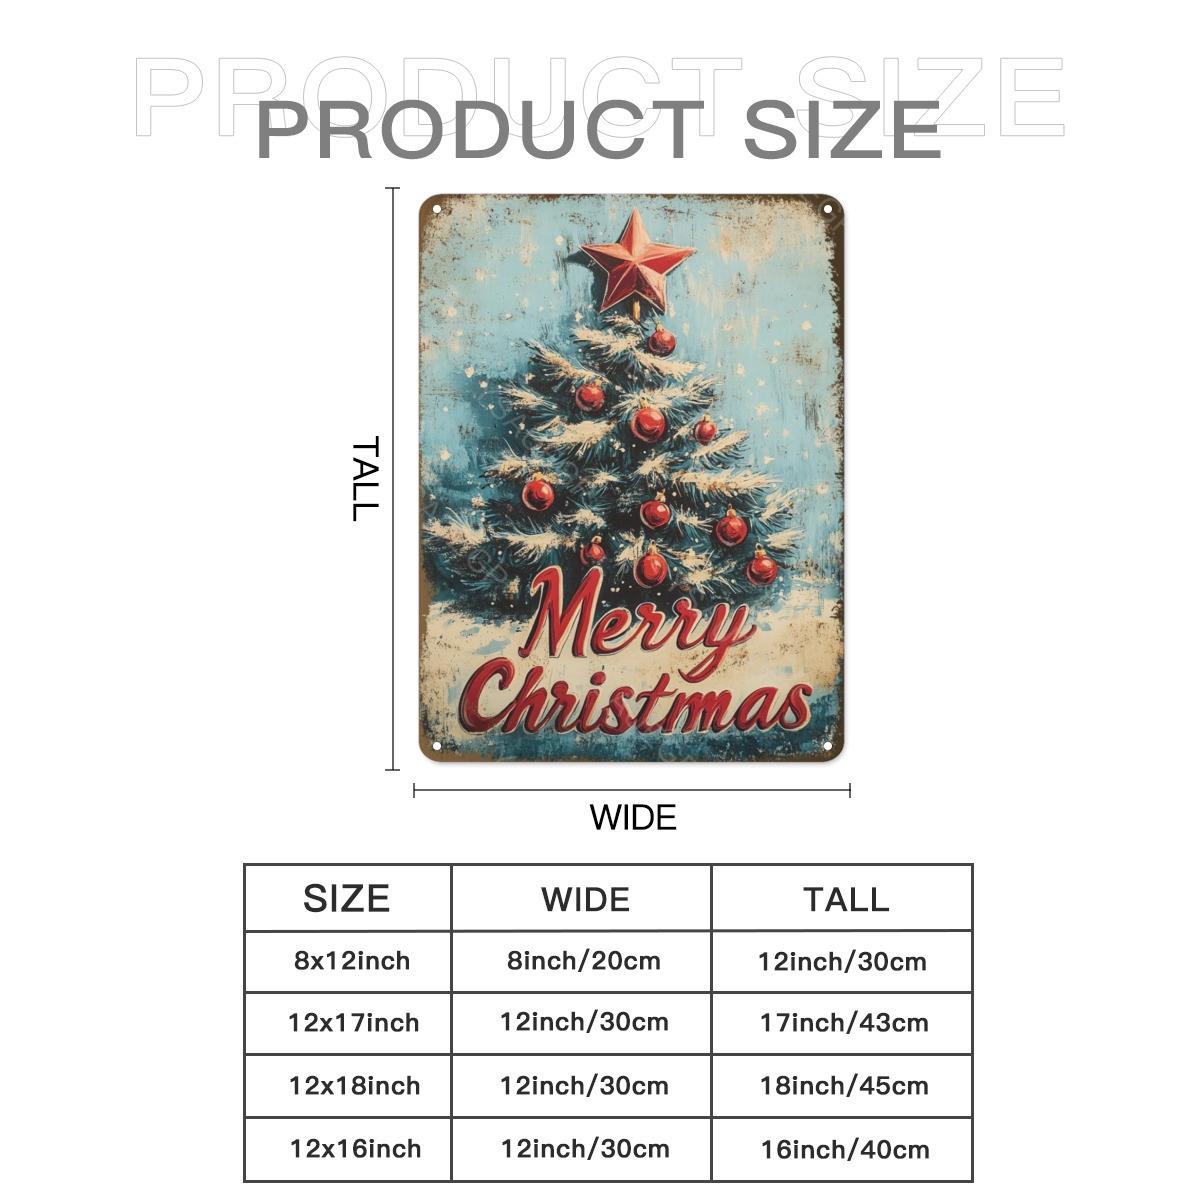 PRODUCT SIZE
PRODUCT SIZE
TALL
Merry
Christmas
WIDE
SIZE WIDE TALL
8x12inch 8inch/20cm 12inch/30cm
12x17inch 12inch/30cm 17inch/43cm
12x18inch 12inch/30cm 18inch/45cm
12x16inch 12inch/30cm 16inch/40cm